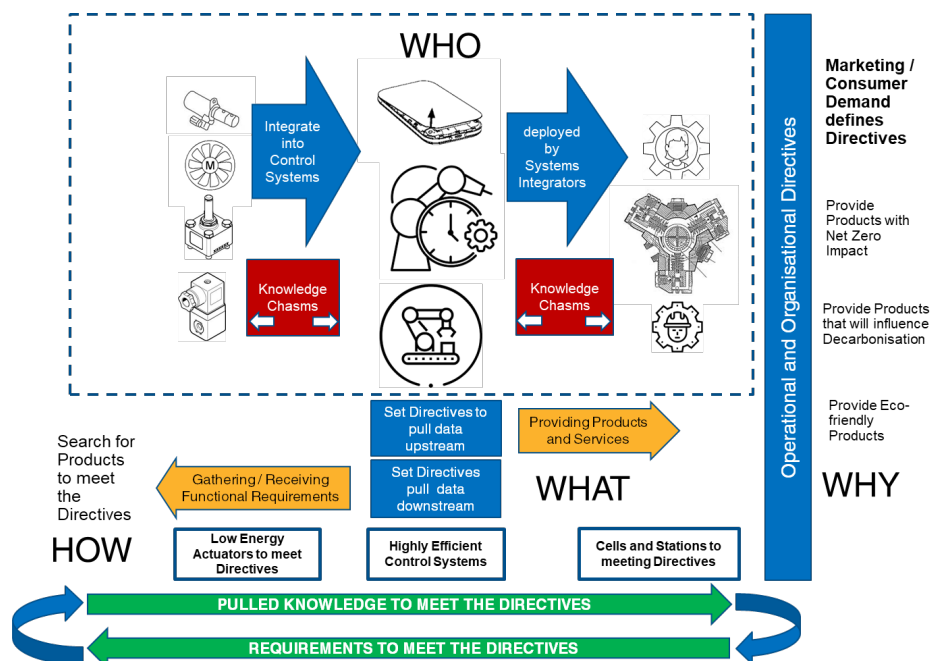 WHO
Integrate
into
Control
Systems
M
deployed
by
Systems
Integrators
Knowledge
Chasms
Knowledge
Chasms
Operational and Organisational Directives
Marketing /
Consumer
Demand
defines
Directives
Provide
Products with
Net Zero
Impact
Provide Products
that will influence
Decarbonisation
Provide Eco-
friendly
Products
WHY
Set Directives to
pull data
upstream
Providing Products
and Services
Search for
Products
to meet
the
Directives
Gathering / Receiving
Functional Requirements
Set Directives
pull data
downstream
WHAT
HOW
Low Energy
Actuators to meet
Directives
Highly Efficient
Control Systems
Cells and Stations to
meeting Directives
PULLED KNOWLEDGE TO MEET THE DIRECTIVES
REQUIREMENTS TO MEET THE DIRECTIVES